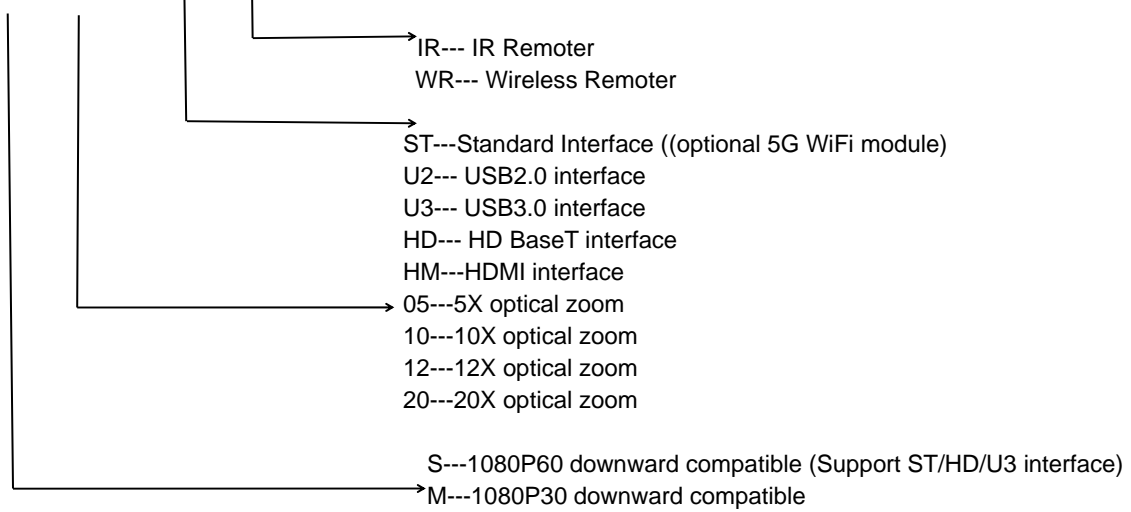 IR--- IR Remoter
WR--- Wireless Remoter
ST---Standard Interface ((optional 5G WiFi module)
U2--- USB2.0 interface
U3--- USB3.0 interface
HD--- HD BaseT interface
HM---HDMI interface
05---5X optical zoom
10---10X optical zoom
12---12X optical zoom
20---20X optical zoom
S---1080P60 downward compatible (Support ST/HD/U3 interface)
M---1080P30 downward compatible